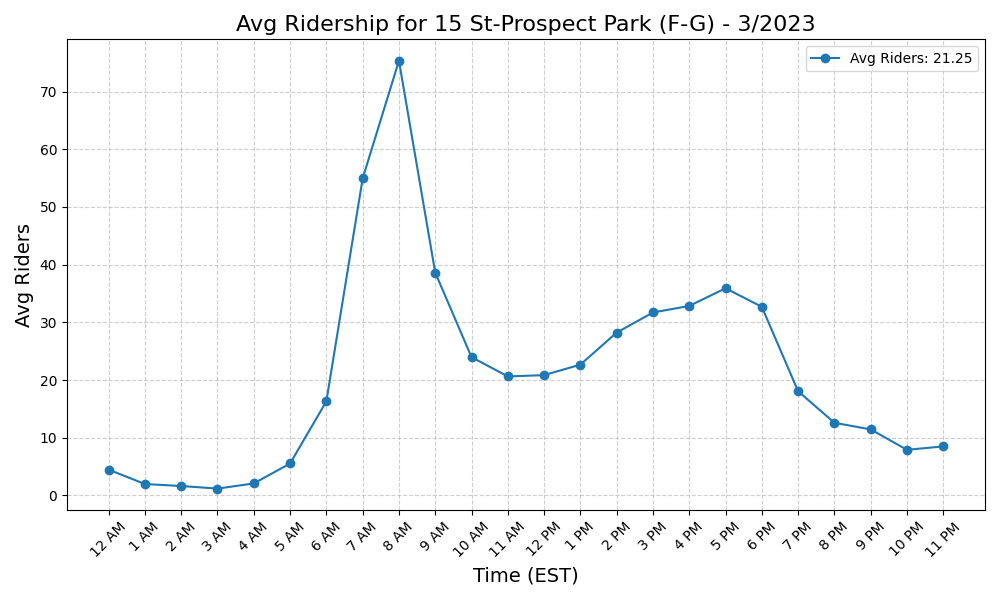 Avg Ridership for 15 St-Prospect Park (F-G) - 3/2023
Avg Riders: 21.25
Avg Riders
70
60
50
40
30
20
10
0
12 AM
1 AM
2 AM
3 AM
4 AM
5 AM
6 AM
7 AM
8 AM
9 AM
10 AM
11 AM
12 PM
1 PM
2 PM
3 PM
4 PM
5 PM
6 PM
7 PM
8 PM
9 PM
10 PM
11 PM
Time (EST)